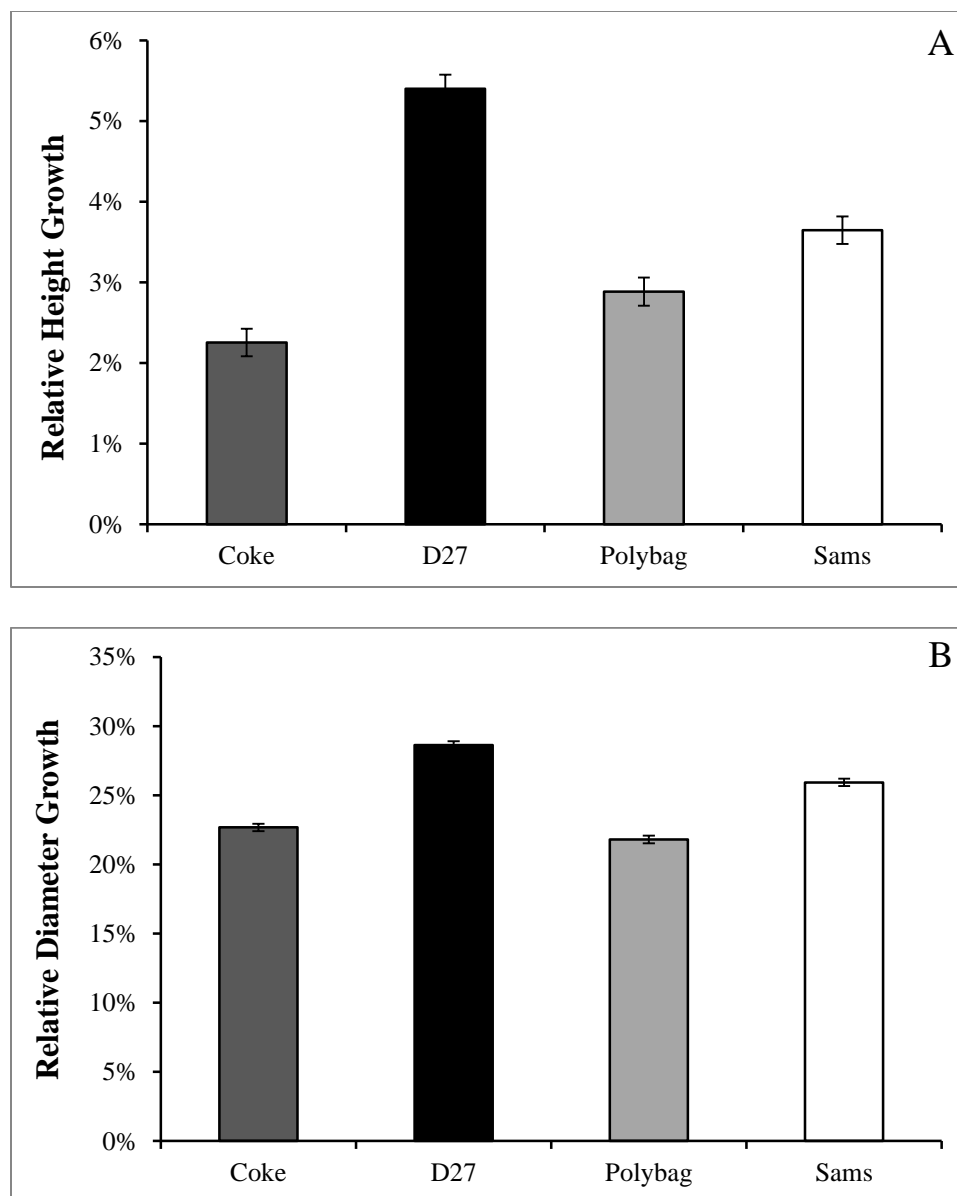 A
6%
5%
4%
3%
2%
1%
0%
Relative Height Growth
Coke D27 Polybag Sams
B
35%
30%
25%
20%
15%
10%
5%
0%
Relative Diameter Growth
Coke D27 Polybag Sams